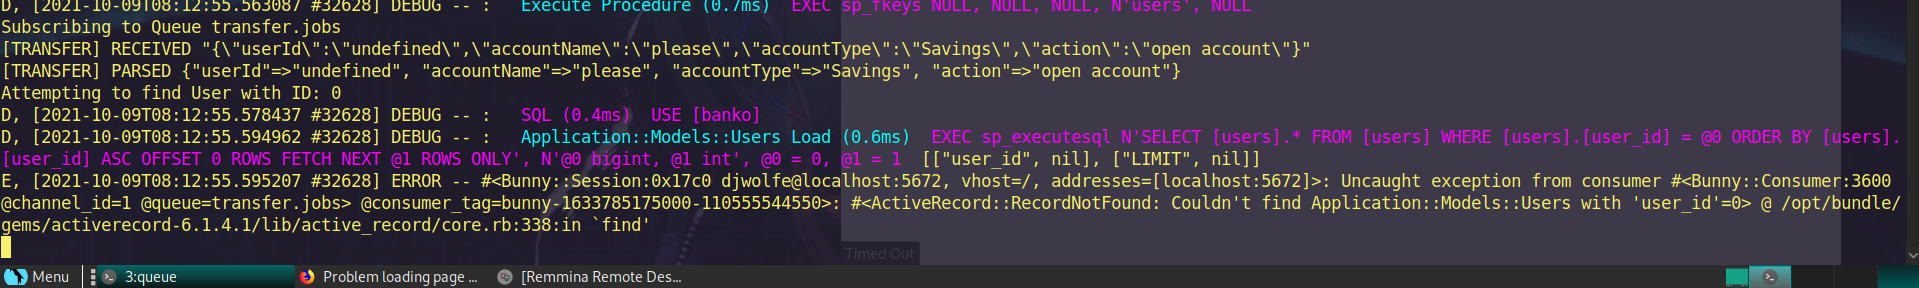 D, [2021-10-09T08:12:55.563087 #32628] DEBUG -- :   Execute Procedure (0.7ms)  EXEC sp_fkeys NULL, NULL, NULL, N'users', NULL
Subscribing to Queue transfer.jobs
[TRANSFER] RECEIVED "{\"userId\":\"undefined\",\"accountName\":\"please\",\"accountType\":\"Savings\",\"action\":\"open account\"}"
[TRANSFER] PARSED {"userId"=>"undefined", "accountName"=>"please", "accountType"=>"Savings", "action"=>"open account"}
Attempting to find User with ID: 0
D, [2021-10-09T08:12:55.578437 #32628] DEBUG -- :   SQL (0.4ms)  USE [banko]
D, [2021-10-09T08:12:55.594962 #32628] DEBUG -- :   Application::Models::Users Load (0.6ms)  EXEC sp_executesql N'SELECT [users].* FROM [users] WHERE [users].[user_id] = @0 ORDER BY [users].
[user_id] ASC OFFSET 0 ROWS FETCH NEXT @1 ROWS ONLY', N'@0 bigint, @1 int', @0 = 0, @1 = 1  [["user_id", nil], ["LIMIT", nil]]
E, [2021-10-09T08:12:55.595207 #32628] ERROR -- #<Bunny::Session:0x17c0 djwolfe@localhost:5672, vhost=/, addresses=[localhost:5672]>: Uncaught exception from consumer #<Bunny::Consumer:3600
@channel_id=1 @queue=transfer.jobs> @consumer_tag=bunny-1633785175000-110555544550>: #<ActiveRecord::RecordNotFound: Couldn't find Application::Models::Users with 'user_id'=0> @ /opt/bundle/
gems/activerecord-6.1.4.1/lib/active_record/core.rb:338:in `find'
Timed Out
Menu
3:queue
Problem loading page ...
[Remmina Remote Des...